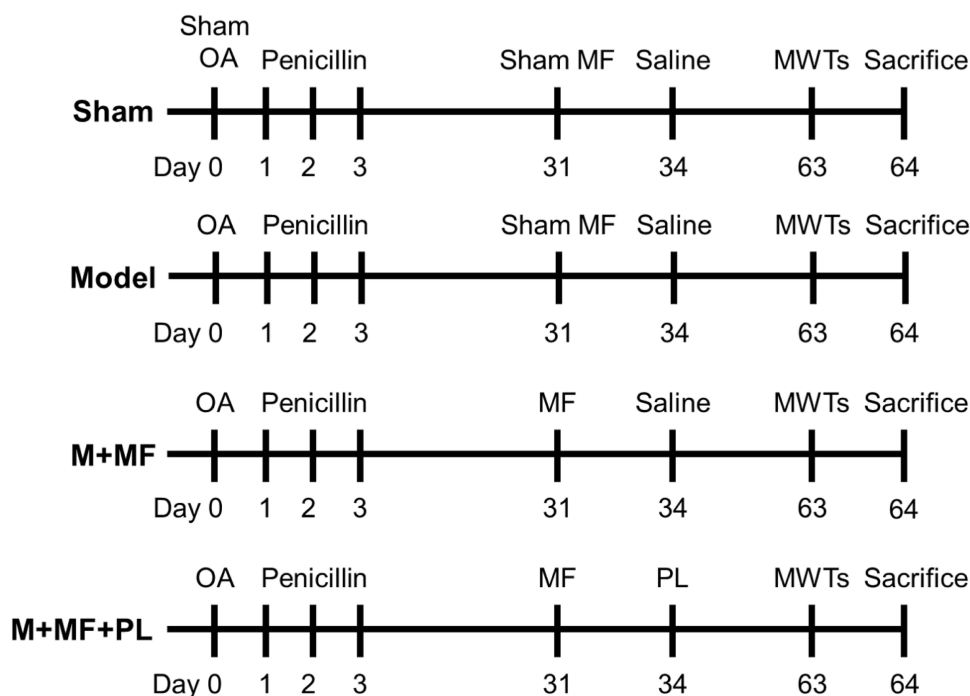 Sham
OA Penicillin Sham MF Saline MWTs Sacrifice
Sham
Day 0 1 2 3 31 34 63 64
OA Penicillin Sham MF Saline MWTs Sacrifice
Model
Day 0 1 2 3 31 34 63 64
OA Penicillin MF Saline MWTs Sacrifice
M+MF
Day 0 1 2 3 31 34 63 64
OA Penicillin MF PL MWTs Sacrifice
M+MF+PL
Day 0 1 2 3 31 34 63 64